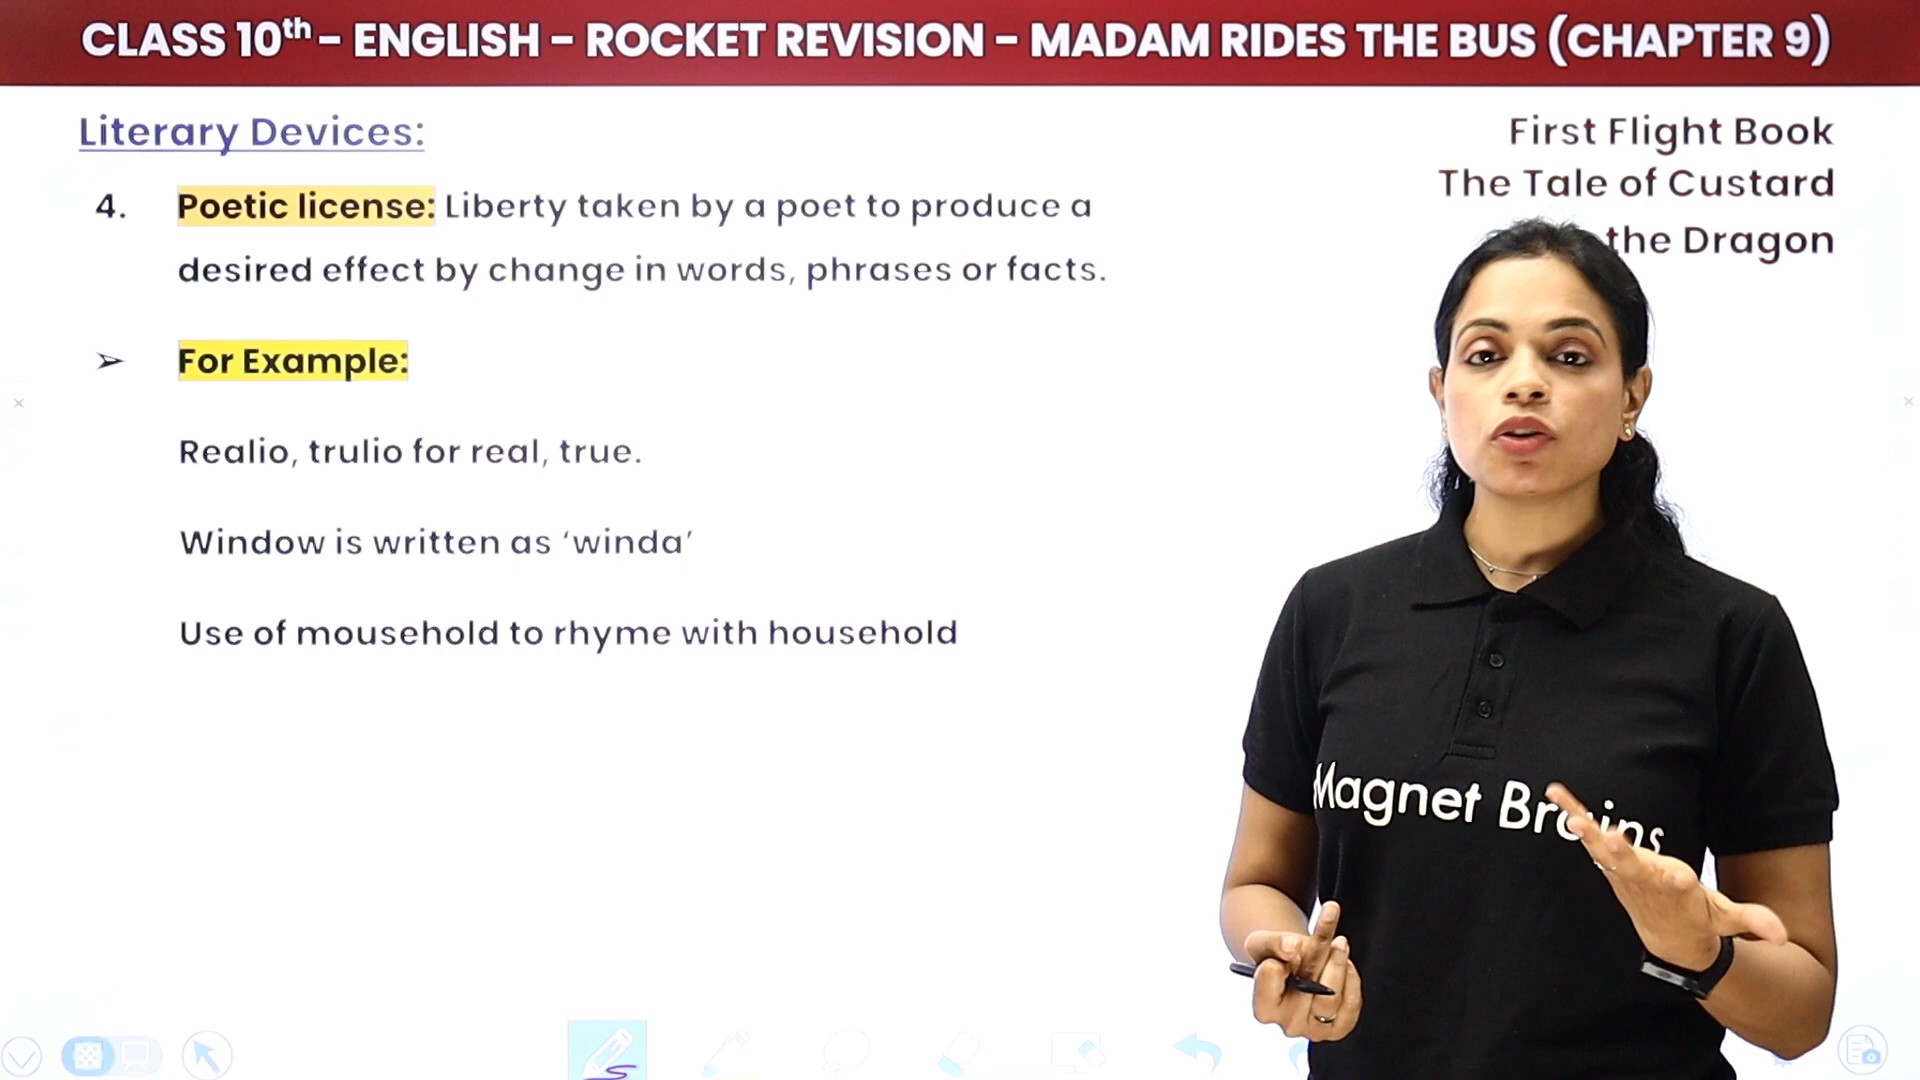 CLASS 10th - ENGLISH - ROCKET REVISION - MADAM RIDES THE BUS (CHAPTER 9)
Literary Devices:
First Flight Book
The Tale of Custard
the Dragon
4. Poetic license: Liberty taken by a poet to produce a
desired effect by change in words, phrases or facts.
➢ For Example:
Realio, trulio for real, true.
Window is written as ‘winda’
Use of mousehold to rhyme with household
Magnet Brains